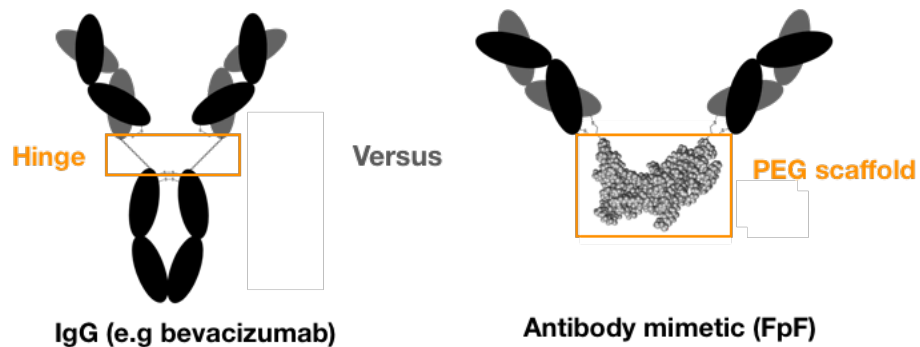 Hinge
Versus
PEG scaffold
IgG (e.g bevacizumab)
Antibody mimetic (FpF)